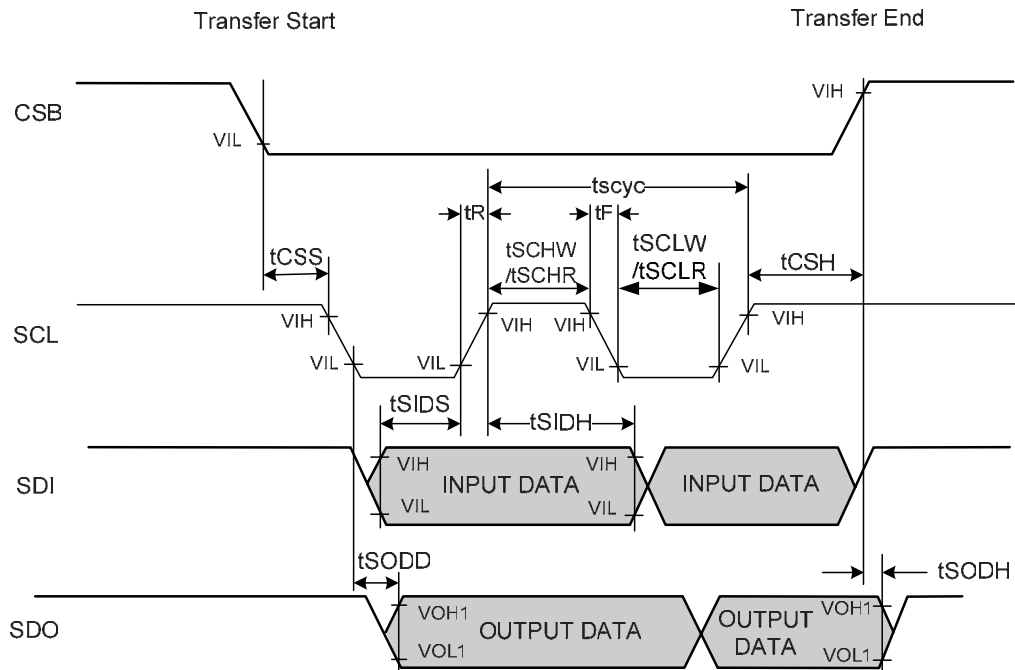 Transfer Start
Transfer End
CSB
VIL
VIH
tscyc
tR
tF
tCSS
tSCHW
/tSCHR
tSCLW
/tSCLR
tCSH
SCL
VIH
VIH
VIH
VIH
VIL
VIL
VIL
VIL
tSIDS
tSIDH
SDI
VIH
VIH
INPUT DATA
INPUT DATA
VIL
VIL
tSODD
tSODH
SDO
VOH1
VOH1
OUTPUT DATA
OUTPUT
DATA
VOL1
VOL1